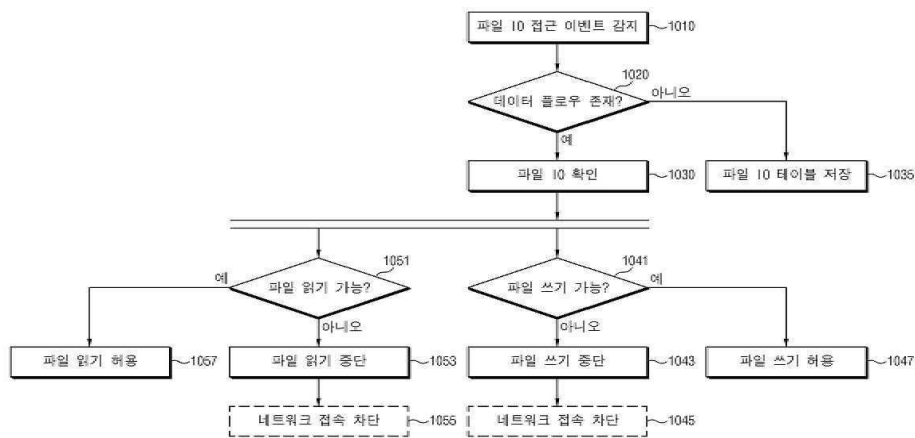 파일 IO 접근 이벤트 감지 1010
1020
데이터 플로우 존재? 아니오
예
파일 IO 확인 1030 파일 IO 테이블 저장 1035
1051 1041
예 파일 읽기 가능? 파일 쓰기 가능? 예
아니오 아니오
파일 읽기 허용 1057 파일 읽기 중단 1053 파일 쓰기 중단 1043 파일 쓰기 허용 1047
네트워크 접속 차단 1055 네트워크 접속 차단 1045